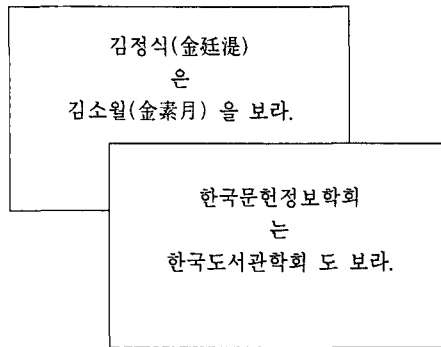 김정식(金廷湜)
은
김소월(金素月) 을 보라.
한국문헌정보학회
는
한국도서관학회 도 보라.